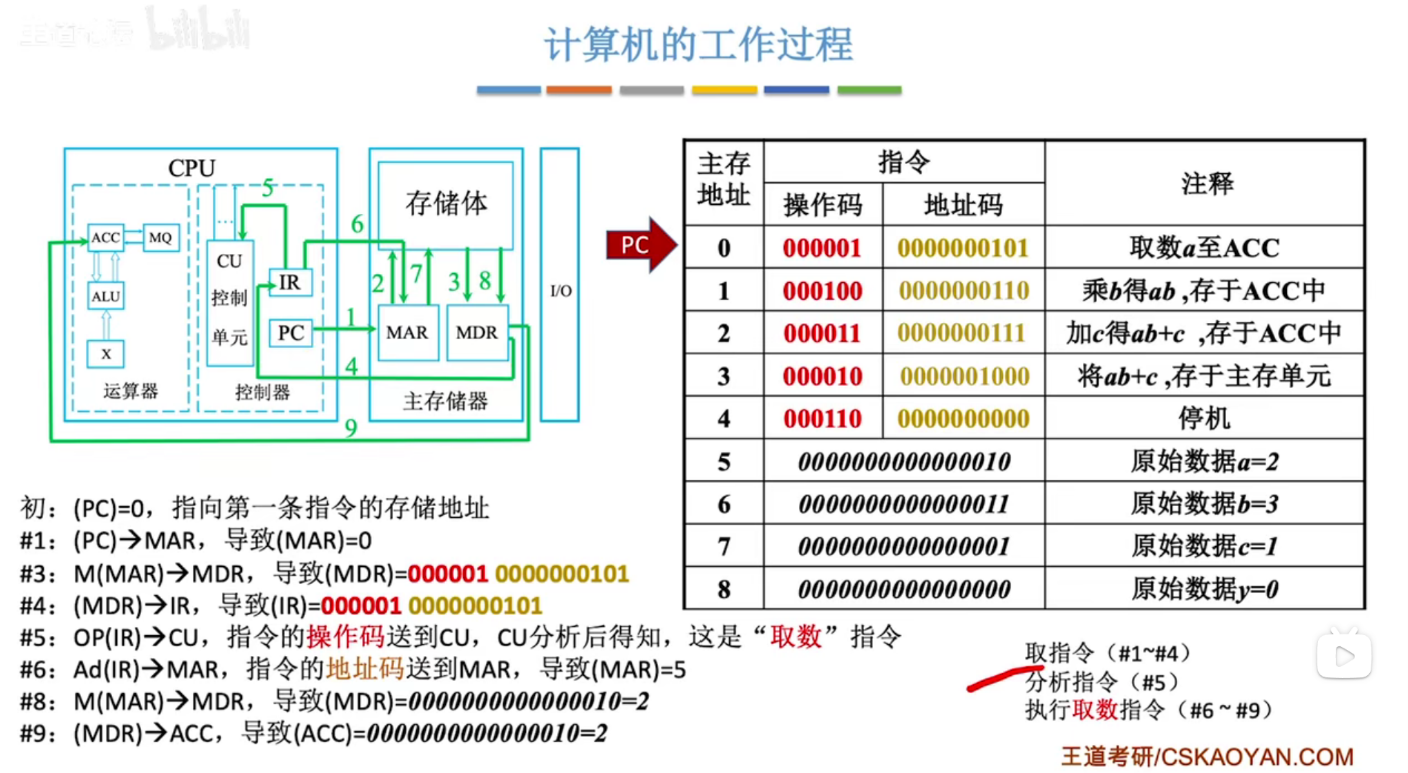 bilibili
计算机的工作过程
CPU
ACC
MQ
ALU
X
运算器
5
...
CU
控制
单元
IR
PC
控制器
6
存储体
2
7
3
8
1
MAR
MDR
4
主存储器
9
I/O
PC
主存地址 指令 注释
操作码 地址码
0 000001 0000000101 取数a至ACC
1 000100 0000000110 乘b得ab ,存于ACC中
2 000011 0000000111 加c得ab+c ,存于ACC中
3 000010 0000001000 将ab+c ,存于主存单元
4 000110 0000000000 停机
5 0000000000000010 原始数据a=2
6 0000000000000011 原始数据b=3
7 0000000000000001 原始数据c=1
8 0000000000000000 原始数据y=0
初：(PC)=0，指向第一条指令的存储地址
#1：(PC)→MAR，导致(MAR)=0
#3：M(MAR)→MDR，导致(MDR)=000001 0000000101
#4：(MDR)→IR，导致(IR)=000001 0000000101
#5：OP(IR)→CU，指令的操作码送到CU，CU分析后得知，这是“取数”指令
#6：Ad(IR)→MAR，指令的地址码送到MAR，导致(MAR)=5
#8：M(MAR)→MDR，导致(MDR)=0000000000000010=2
#9：(MDR)→ACC，导致(ACC)=0000000000000010=2
取指令（#1~#4）
分析指令（#5）
执行取数指令（#6 ~ #9）
王道考研/CSKAOYAN.COM